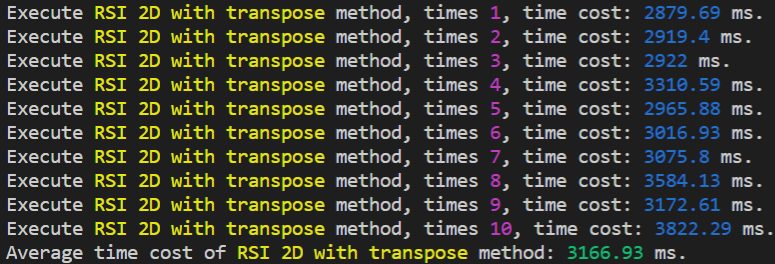 Execute RSI 2D with transpose method, times 1, time cost: 2879.69 ms.
Execute RSI 2D with transpose method, times 2, time cost: 2919.4 ms.
Execute RSI 2D with transpose method, times 3, time cost: 2922 ms.
Execute RSI 2D with transpose method, times 4, time cost: 3310.59 ms.
Execute RSI 2D with transpose method, times 5, time cost: 2965.88 ms.
Execute RSI 2D with transpose method, times 6, time cost: 3016.93 ms.
Execute RSI 2D with transpose method, times 7, time cost: 3075.8 ms.
Execute RSI 2D with transpose method, times 8, time cost: 3584.13 ms.
Execute RSI 2D with transpose method, times 9, time cost: 3172.61 ms.
Execute RSI 2D with transpose method, times 10, time cost: 3822.29 ms.
Average time cost of RSI 2D with transpose method: 3166.93 ms.